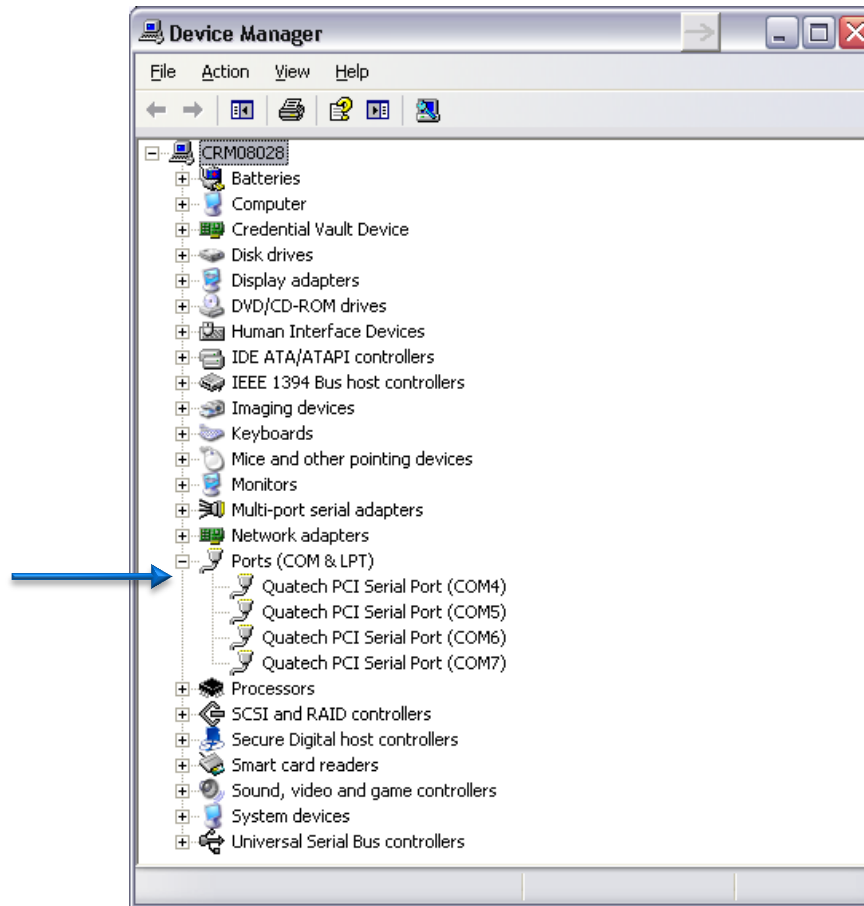 Device Manager
File Action View Help
CRM08028
Batteries
Computer
Credential Vault Device
Disk drives
Display adapters
DVD/CD-ROM drives
Human Interface Devices
IDE ATA/ATAPI controllers
IEEE 1394 Bus host controllers
Imaging devices
Keyboards
Mice and other pointing devices
Monitors
Multi-port serial adapters
Network adapters
Ports (COM & LPT)
Quatech PCI Serial Port (COM4)
Quatech PCI Serial Port (COM5)
Quatech PCI Serial Port (COM6)
Quatech PCI Serial Port (COM7)
Processors
SCSI and RAID controllers
Secure Digital host controllers
Smart card readers
Sound, video and game controllers
System devices
Universal Serial Bus controllers